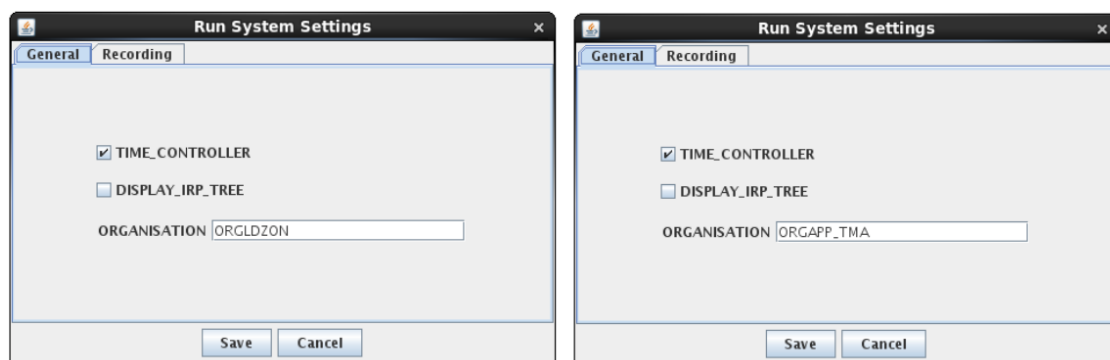 Run System Settings
General Recording
TIME_CONTROLLER
DISPLAY_IRP_TREE
ORGANISATION ORGLDZON
Save Cancel
Run System Settings
General Recording
TIME_CONTROLLER
DISPLAY_IRP_TREE
ORGANISATION ORGAPP_TMA
Save Cancel